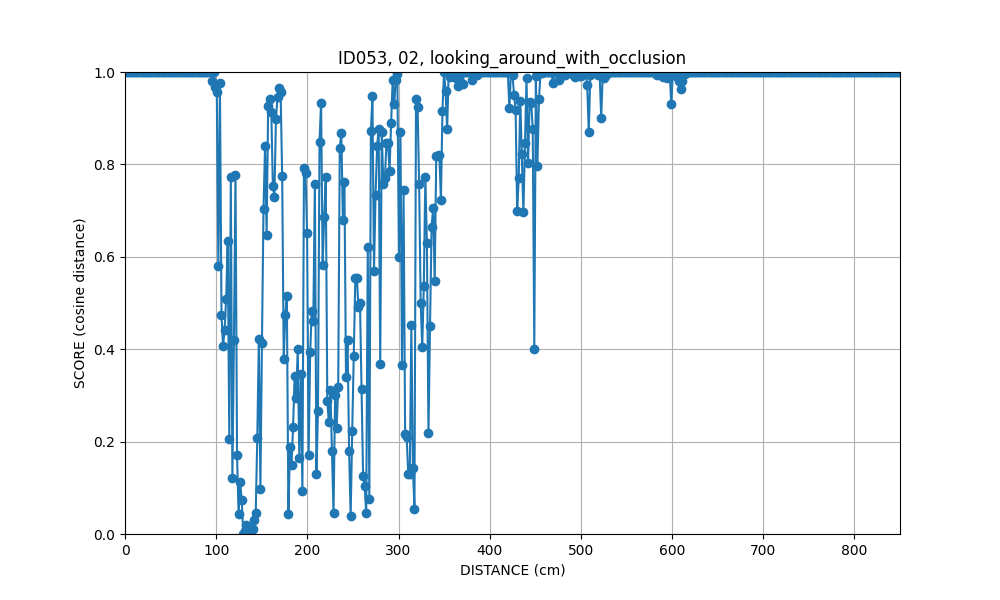 ID053, 02, looking_around_with_occlusion
SCORE (cosine distance)
1.0
0.8
0.6
0.4
0.2
0.0
0 100 200 300 400 500 600 700 800
DISTANCE (cm)